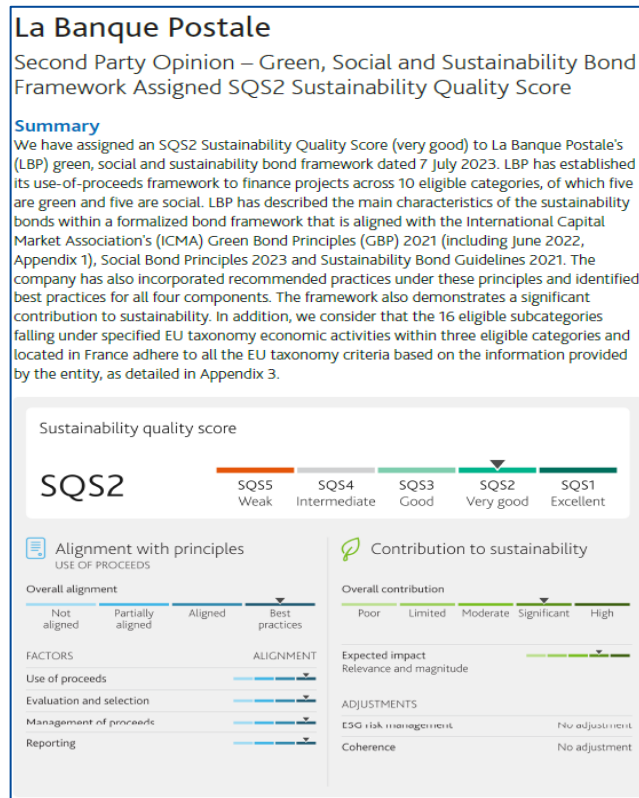 La Banque Postale
Second Party Opinion – Green, Social and Sustainability Bond
Framework Assigned SQS2 Sustainability Quality Score
Summary
We have assigned an SQS2 Sustainability Quality Score (very good) to La Banque Postale's
(LBP) green, social and sustainability bond framework dated 7 July 2023. LBP has established
its use-of-proceeds framework to finance projects across 10 eligible categories, of which five
are green and five are social. LBP has described the main characteristics of the sustainability
bonds within a formalized bond framework that is aligned with the International Capital
Market Association's (ICMA) Green Bond Principles (GBP) 2021 (including June 2022,
Appendix 1), Social Bond Principles 2023 and Sustainability Bond Guidelines 2021. The
company has also incorporated recommended practices under these principles and identified
best practices for all four components. The framework also demonstrates a significant
contribution to sustainability. In addition, we consider that the 16 eligible subcategories
falling under specified EU taxonomy economic activities within three eligible categories and
located in France adhere to all the EU taxonomy criteria based on the information provided
by the entity, as detailed in Appendix 3.
Sustainability quality score
SQS2
SQS5 SQS4 SQS3 SQS2 SQS1
Weak Intermediate Good Very good Excellent
Alignment with principles
USE OF PROCEEDS
Overall alignment
Not aligned Partially aligned Aligned Best practices
FACTORS ALIGNMENT
Use of proceeds
Evaluation and selection
Management of proceeds
Reporting
Contribution to sustainability
Overall contribution
Poor Limited Moderate Significant High
Expected impact
Relevance and magnitude
ADJUSTMENTS
ESG risk management No adjustment
Coherence No adjustment